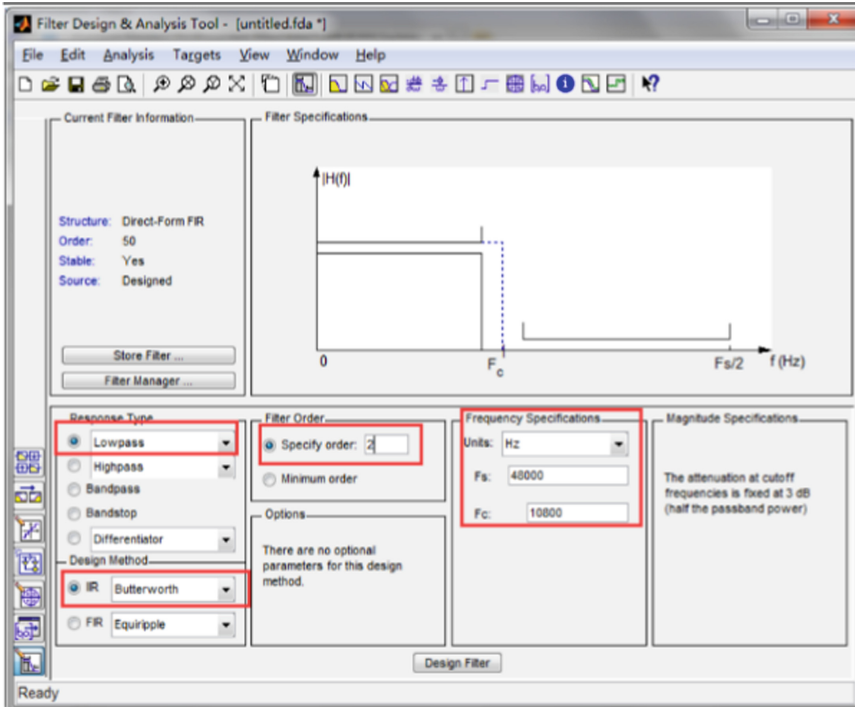 Filter Design & Analysis Tool - [untitled.fda *]
File Edit Analysis Targets View Window Help
Current Filter Information
Structure: Direct-Form FIR
Order: 50
Stable: Yes
Source: Designed
Store Filter ...
Filter Manager ...
Filter Specifications
|H(f)|
0
Fc
Fs/2
f (Hz)
Response Type
Lowpass
Highpass
Bandpass
Bandstop
Differentiator
Design Method
IIR Butterworth
FIR Equiripple
Filter Order
Specify order: 2
Minimum order
Options
There are no optional
parameters for this design
method.
Frequency Specifications
Units: Hz
Fs: 48000
Fc: 10800
Magnitude Specifications
The attenuation at cutoff
frequencies is fixed at 3 dB
(half the passband power)
Design Filter
Ready